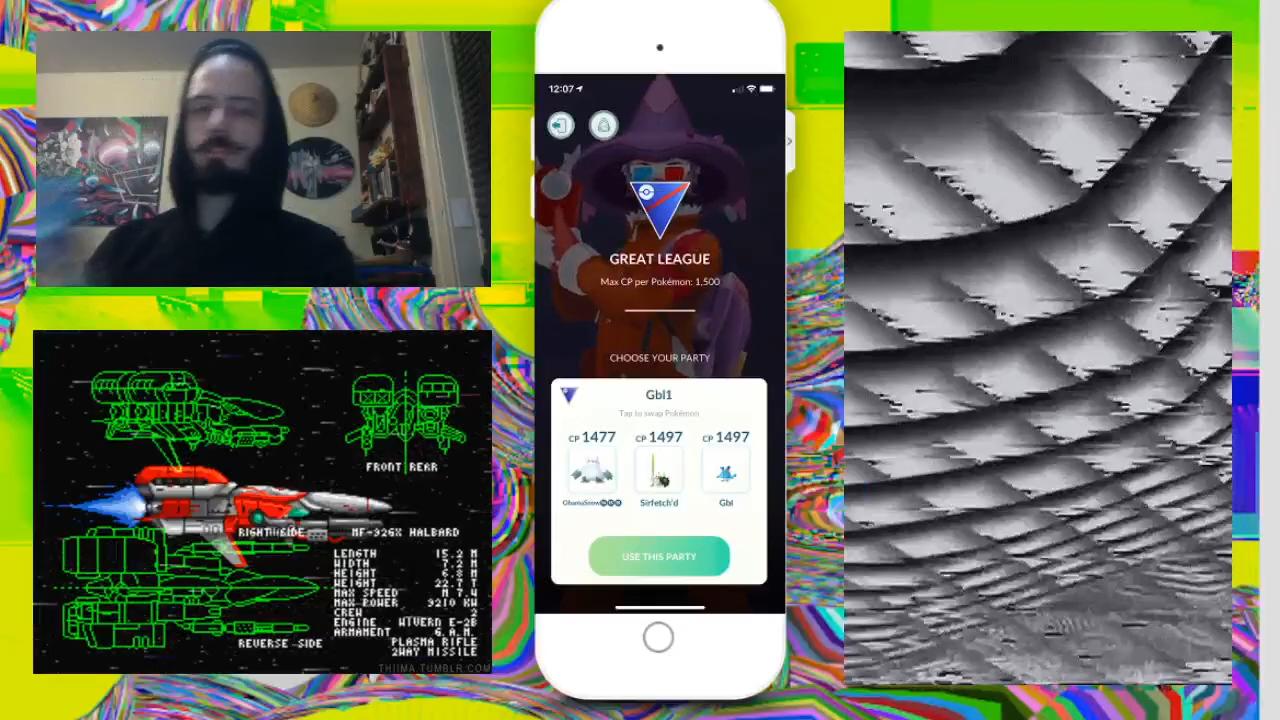 12:07
GREAT LEAGUE
Max CP per Pokémon: 1,500
CHOOSE YOUR PARTY
Gbl1
Tap to swap Pokémon
CP 1477 CP 1497 CP 1497
Sirfetch'd Gbl
USE THIS PARTY
FRONT REAR
RIGHT SIDE MF-92GX HALBARD
LENGTH 15.2 M
WIDTH 7.2 M
HEIGHT 6.8 M
WEIGHT 22.7 T
MAX SPEED M 7.4
MAX POWER 9210 KW
CREW 2
ENGINE
ARMAMENT G.A.M.
PLASMA RIFLE
2WAY MISSILE
REVERSE SIDE
THIIMA.TUMBLR.COM